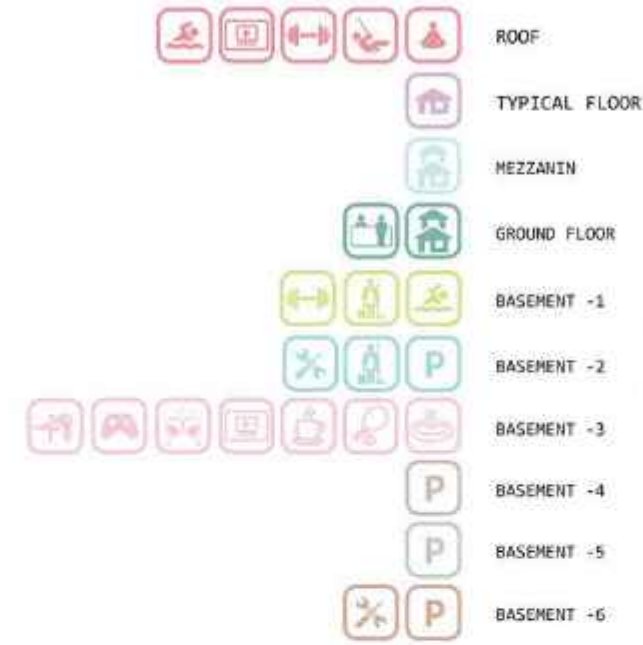 ROOF
TYPICAL FLOOR
MEZZANIN
GROUND FLOOR
BASEMENT -1
P BASEMENT -2
BASEMENT -3
P BASEMENT -4
P BASEMENT -5
P BASEMENT -6